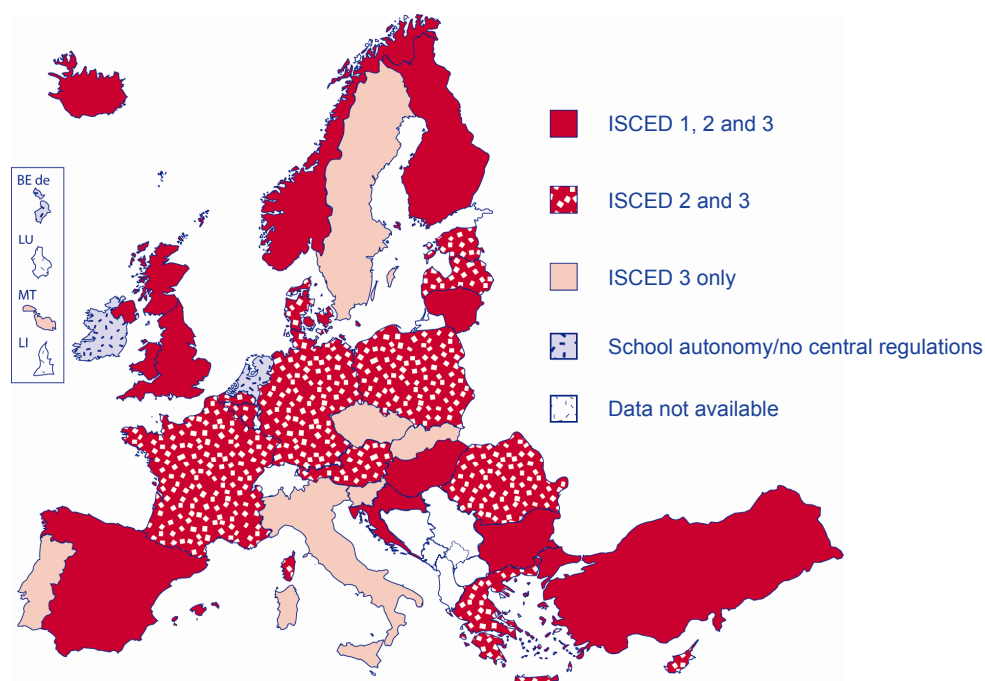 ISCED 1, 2 and 3
ISCED 2 and 3
ISCED 3 only
School autonomy/no central regulations
Data not available
BE de
LU
MT
LI